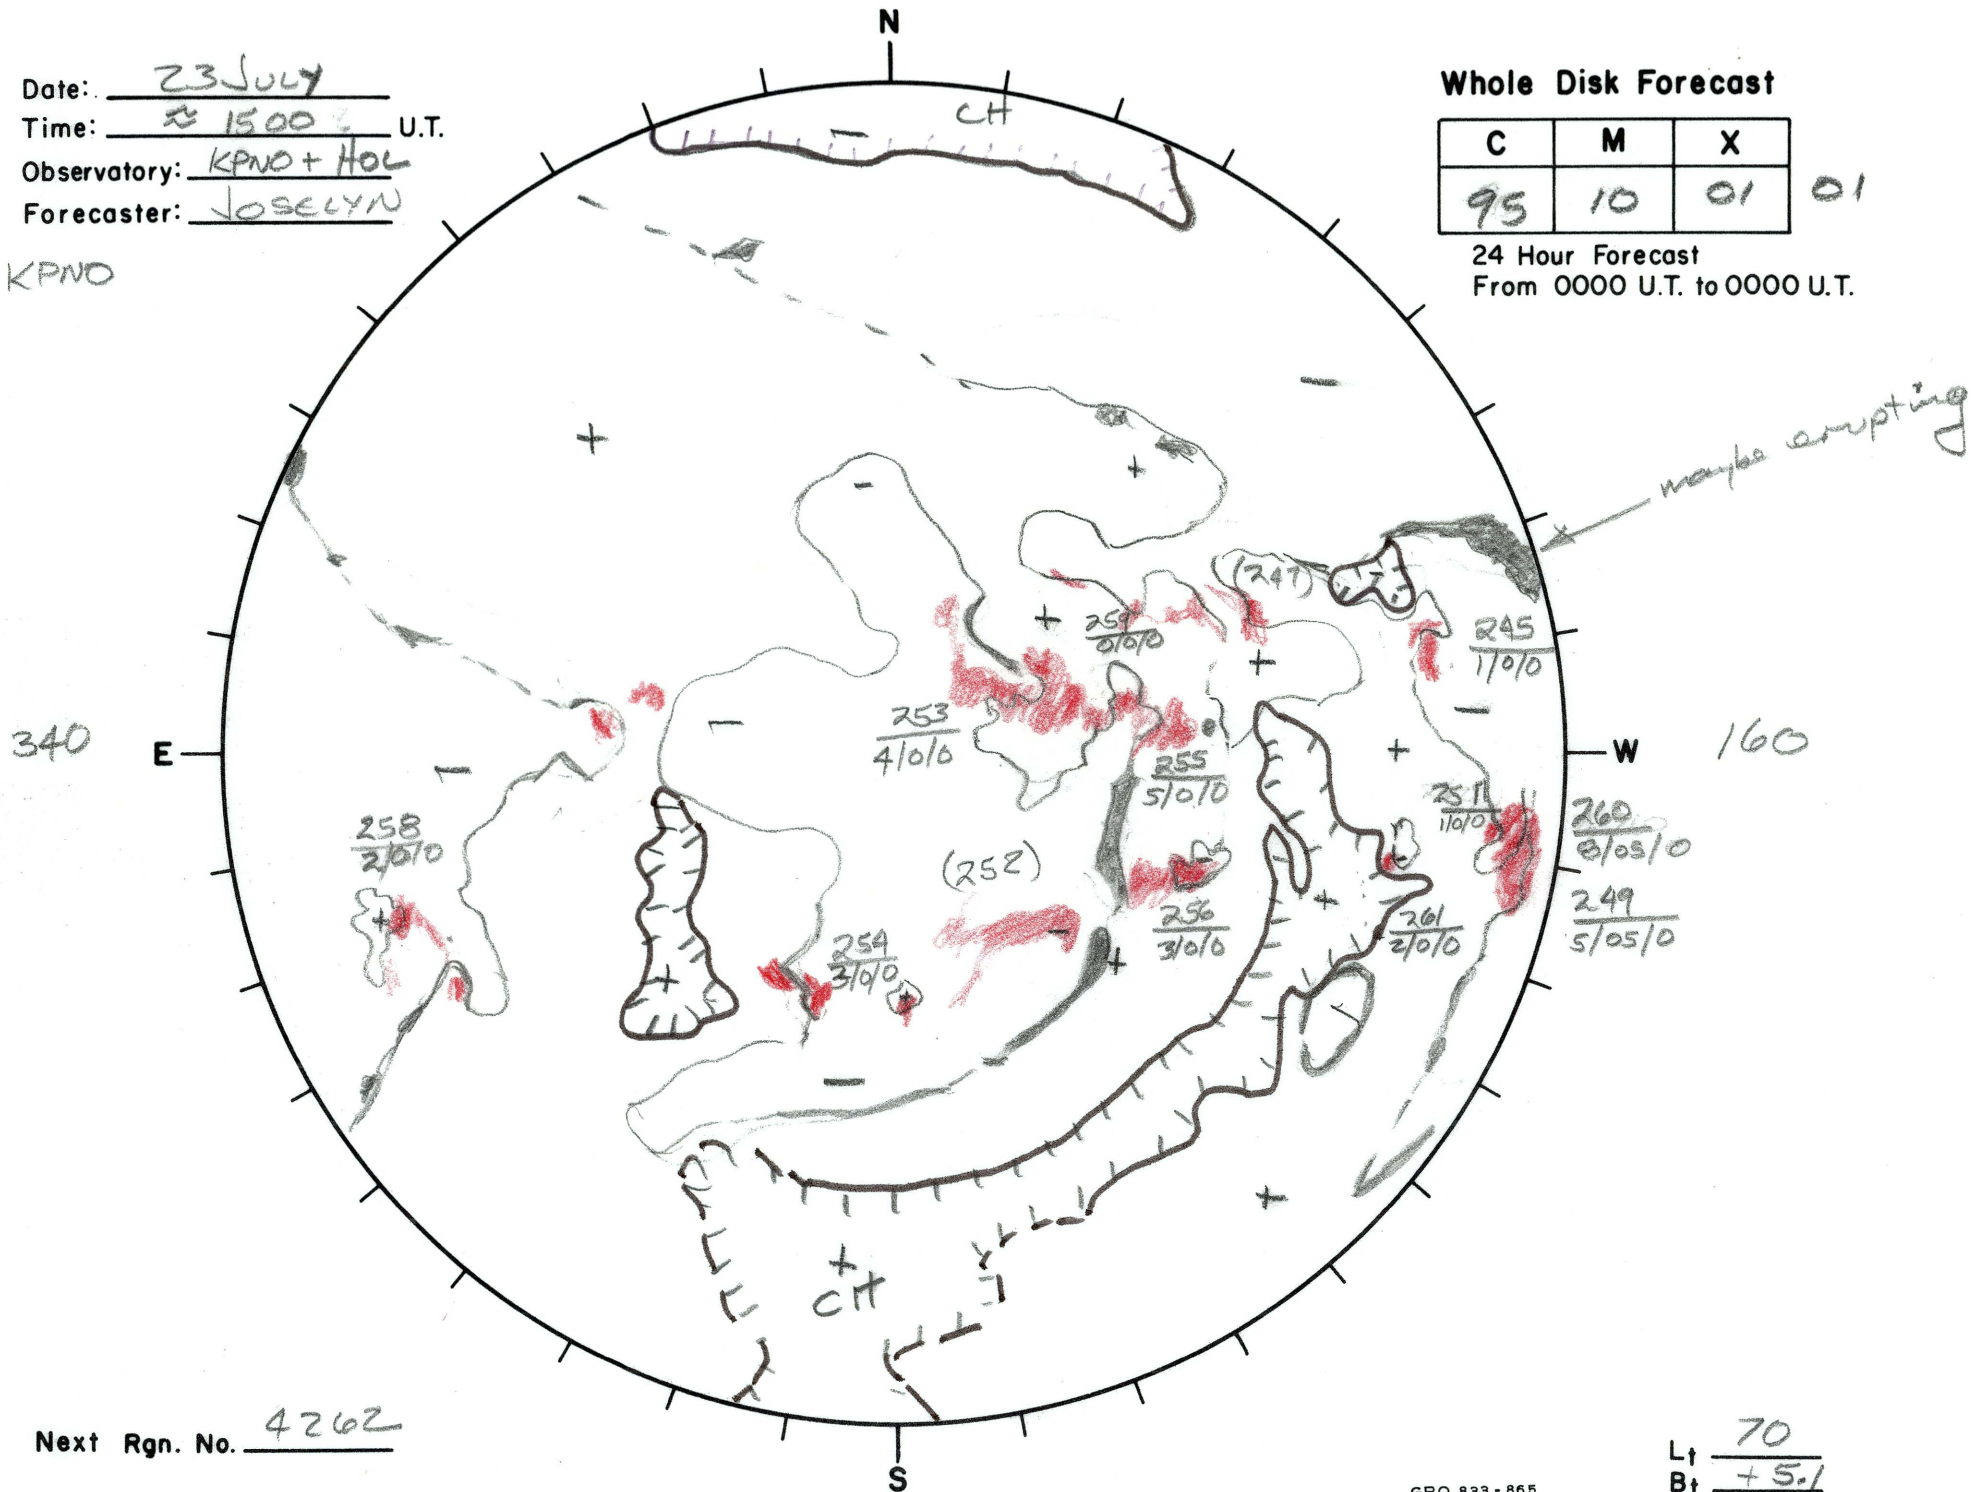 N
Date: 23 JULY
Time: ≈ 1500 U.T.
Observatory: KPNO + HOL
Forecaster: JOSELYN
KPNO
Whole Disk Forecast
C M X
95 10 01 01
24 Hour Forecast
From 0000 U.T. to 0000 U.T.
CH
maybe erupting
(247)
259
0/0/0
245
1/0/0
253
4/0/0
255
5/0/0
340
E
W
160
258
2/0/0
(252)
251
1/0/0
260
8/05/0
249
5/05/0
256
3/0/0
261
2/0/0
254
3/0/0
CH
Next Rgn. No. 4262
S
Lt 70
Bt +5.1
GPO 833-865